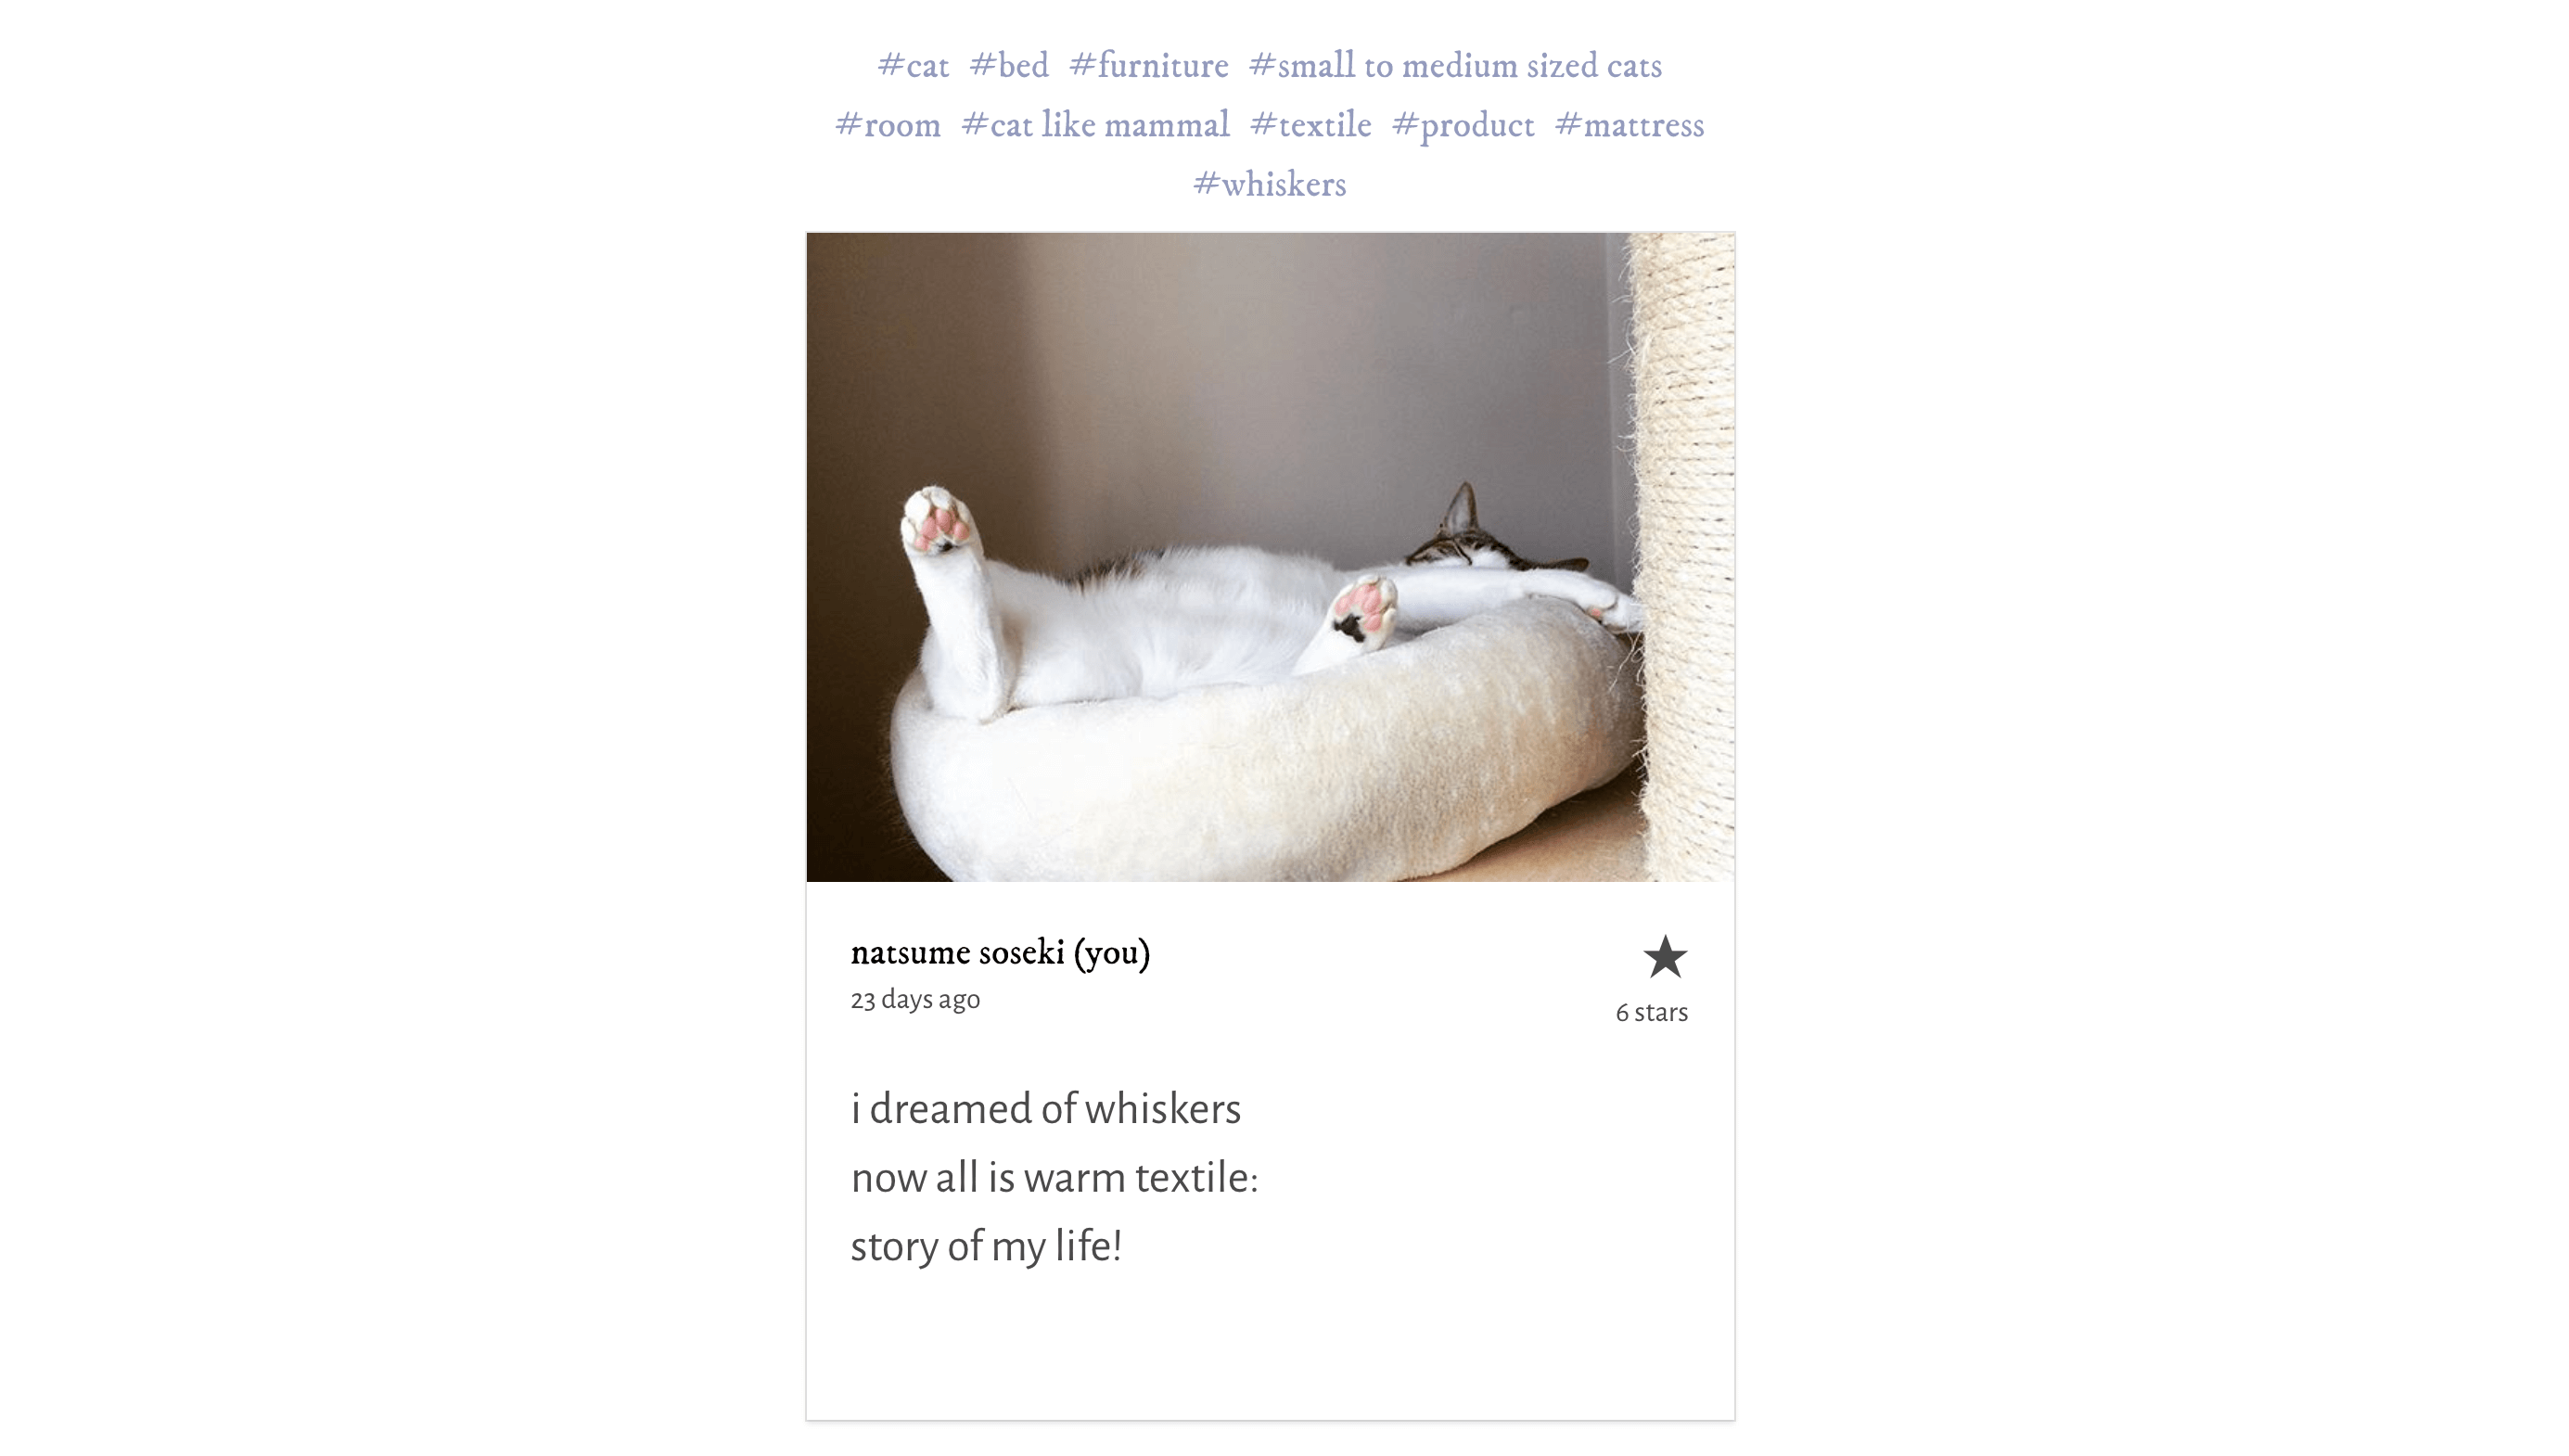 #cat #bed #furniture #small to medium sized cats
#room #cat like mammal #textile #product #mattress
#whiskers
natsume soseki (you)
23 days ago
6 stars
i dreamed of whiskers
now all is warm textile:
story of my life!